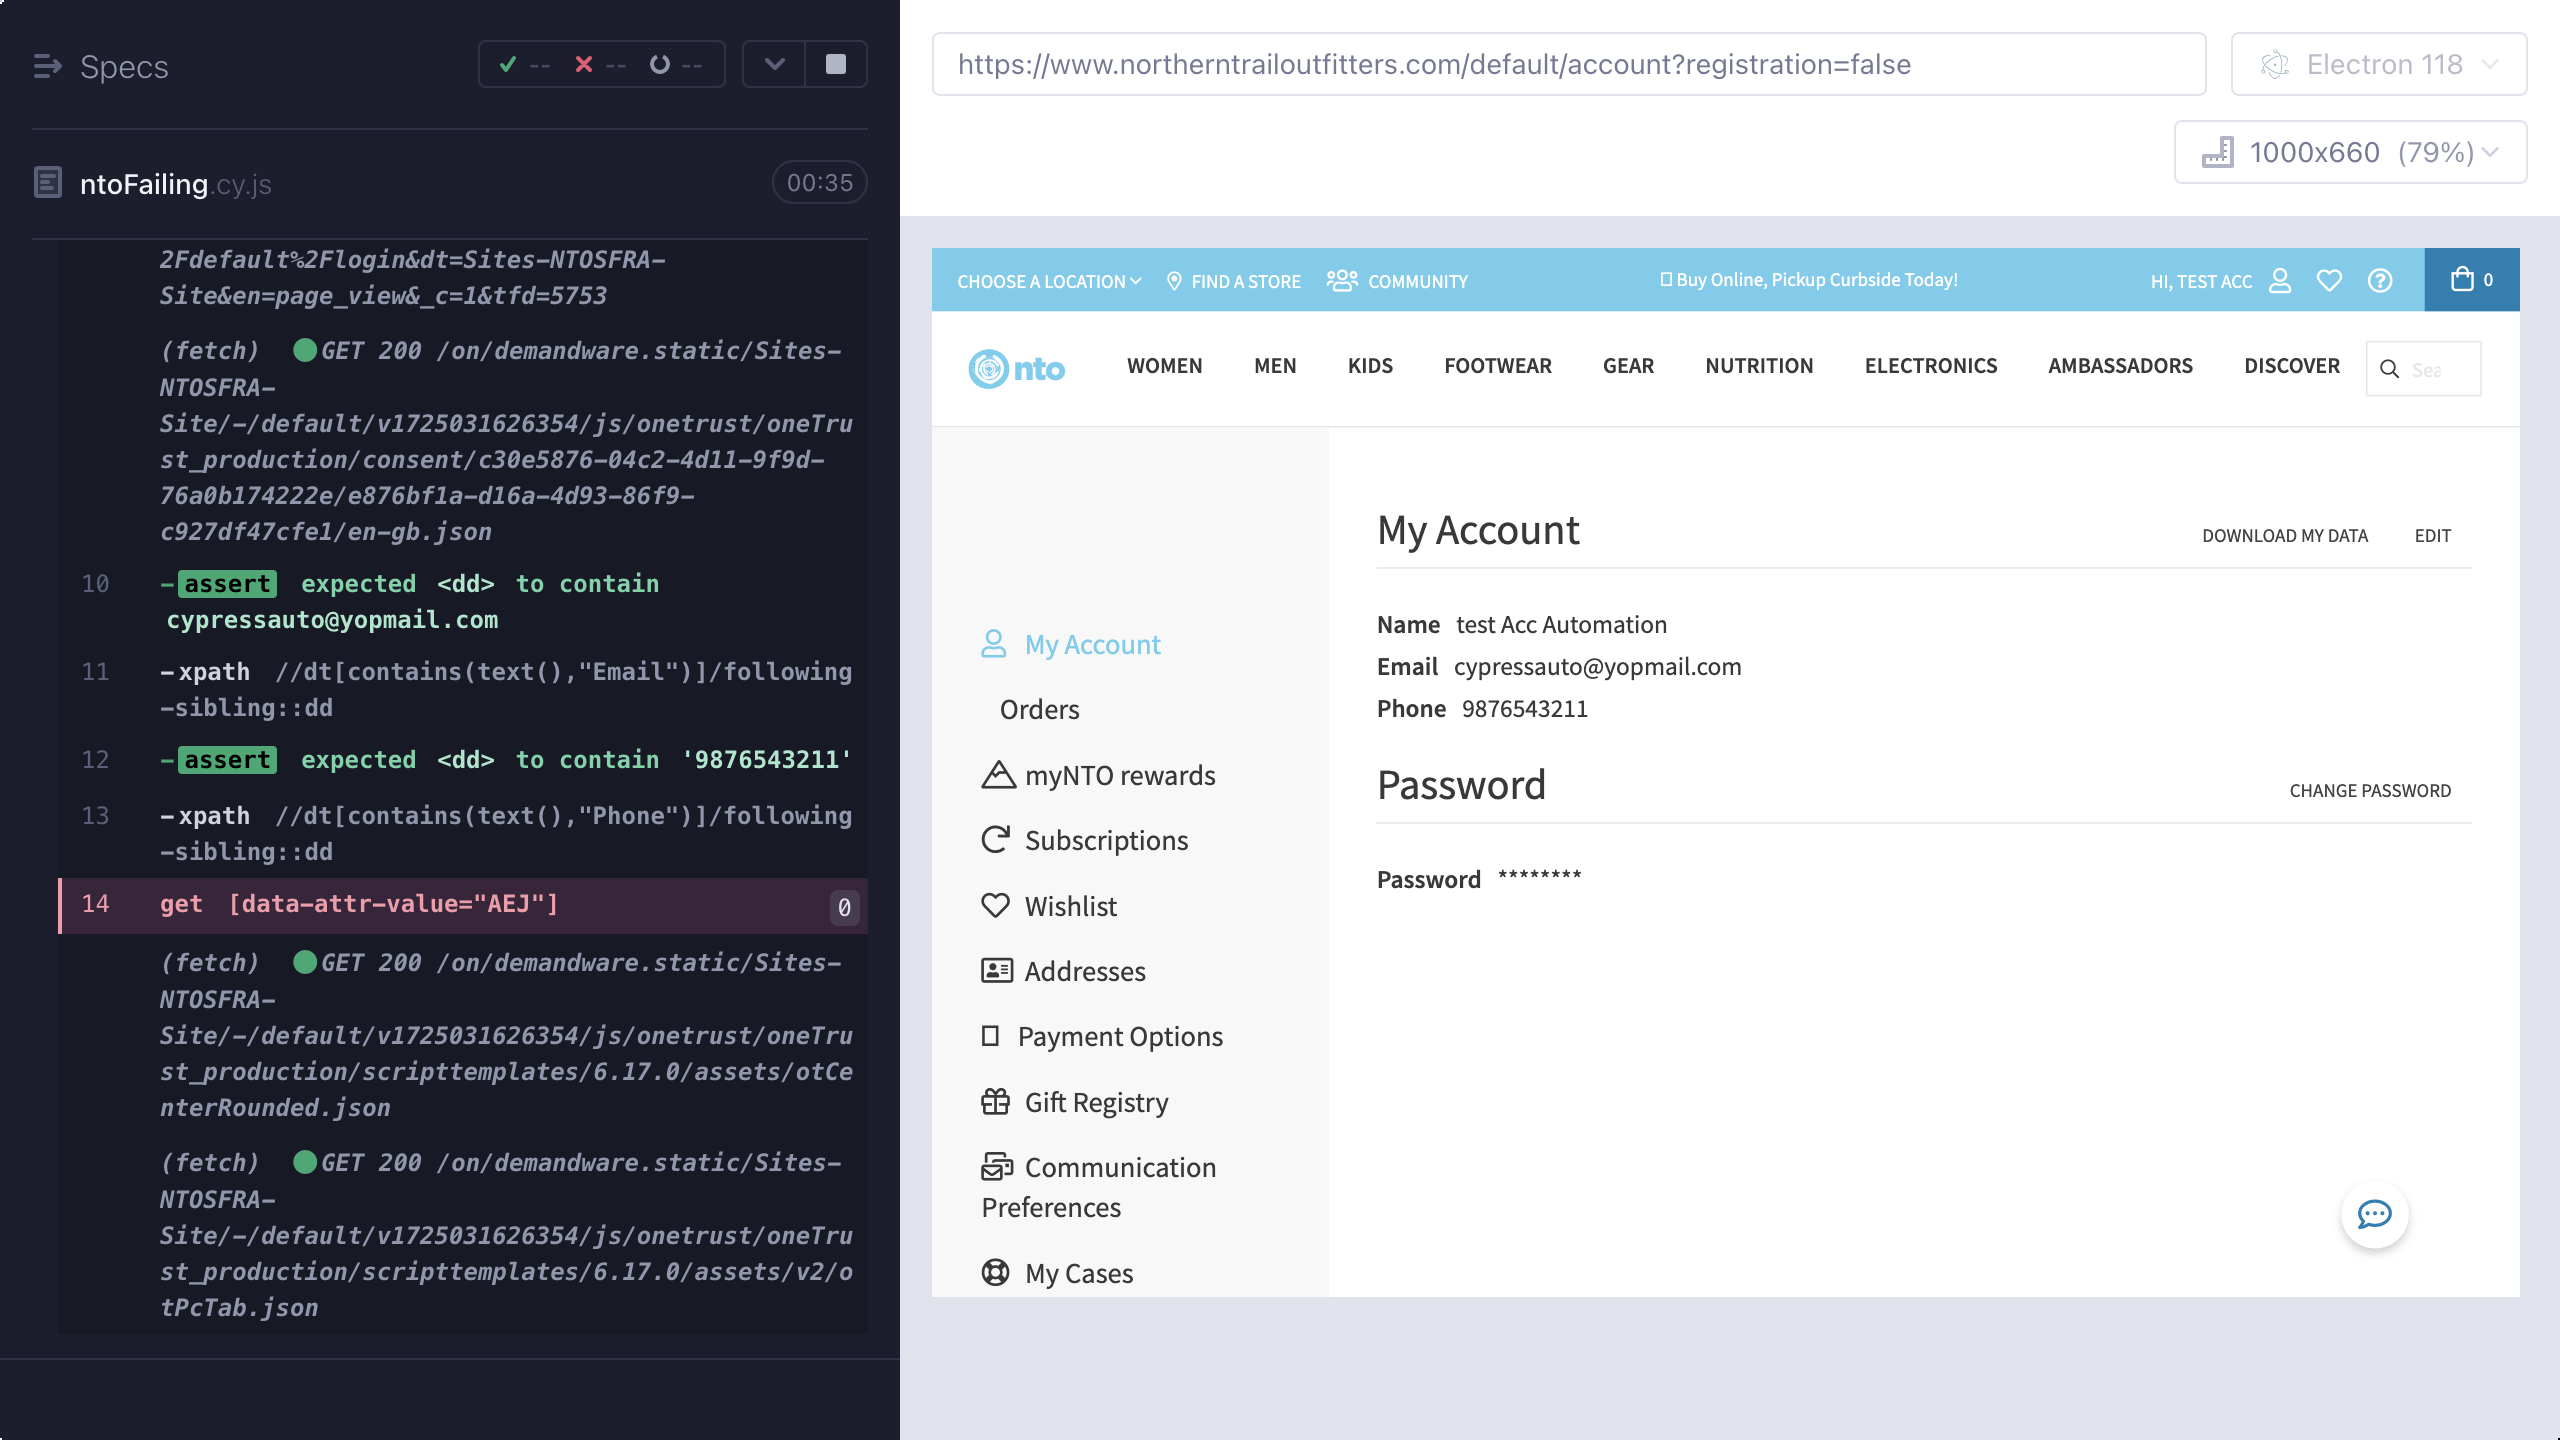 Specs
-- -- --
ntoFailing.cy.js
00:35
2Fdefault%2Flogin&dt=Sites-NTOSFRA-
Site&en=page_view&_c=1&tfd=5753
(fetch) GET 200 /on/demandware.static/Sites-
NTOSFRA-
Site/-/default/v1725031626354/js/onetrust/oneTru
st_production/consent/c30e5876-04c2-4d11-9f9d-
76a0b174222e/e876bf1a-d16a-4d93-86f9-
c927df47cfe1/en-gb.json
10 -assert expected <dd> to contain
cypressauto@yopmail.com
11 -xpath //dt[contains(text(),"Email")]/following
-sibling::dd
12 -assert expected <dd> to contain '9876543211'
13 -xpath //dt[contains(text(),"Phone")]/following
-sibling::dd
14 get [data-attr-value="AEJ"] 0
(fetch) GET 200 /on/demandware.static/Sites-
NTOSFRA-
Site/-/default/v1725031626354/js/onetrust/oneTru
st_production/scripttemplates/6.17.0/assets/otCe
nterRounded.json
(fetch) GET 200 /on/demandware.static/Sites-
NTOSFRA-
Site/-/default/v1725031626354/js/onetrust/oneTru
st_production/scripttemplates/6.17.0/assets/v2/o
tPcTab.json
https://www.northerntrailoutfitters.com/default/account?registration=false
Electron 118
1000x660 (79%)
CHOOSE A LOCATION FIND A STORE COMMUNITY Buy Online, Pickup Curbside Today! HI, TEST ACC 0
nto WOMEN MEN KIDS FOOTWEAR GEAR NUTRITION ELECTRONICS AMBASSADORS DISCOVER Sea
My Account
Orders
myNTO rewards
Subscriptions
Wishlist
Addresses
Payment Options
Gift Registry
Communication
Preferences
My Cases
My Account DOWNLOAD MY DATA EDIT
Name test Acc Automation
Email cypressauto@yopmail.com
Phone 9876543211
Password CHANGE PASSWORD
Password ********